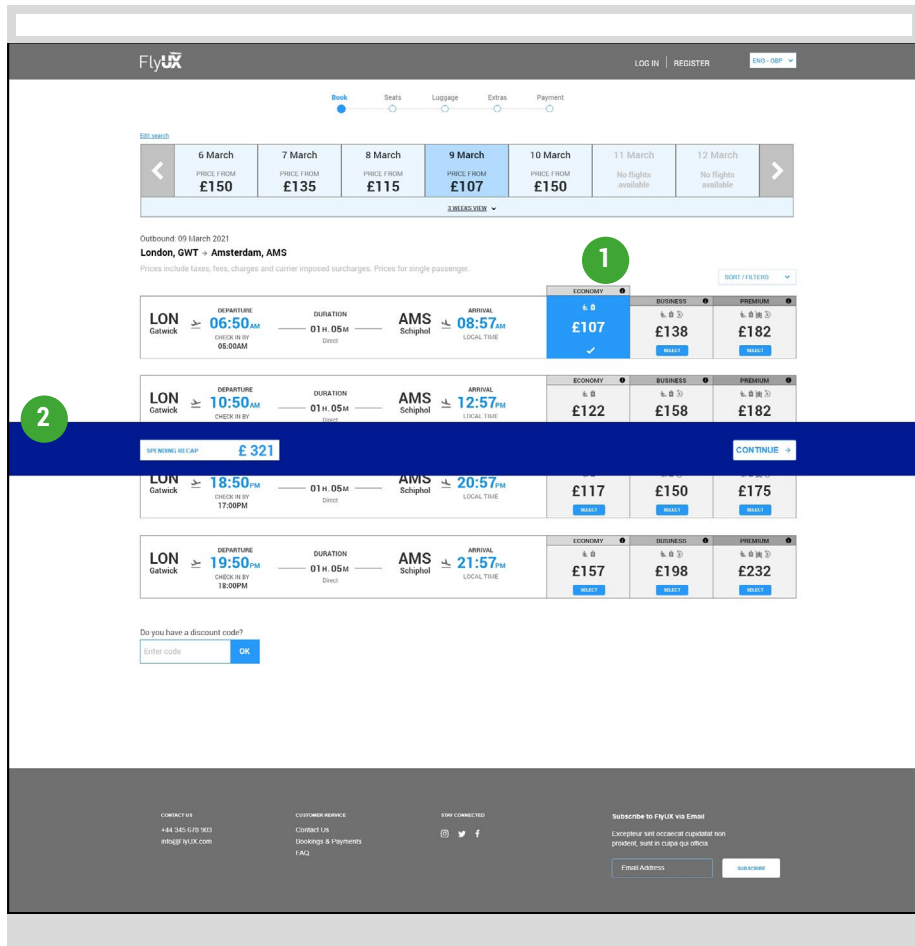 FlyUX
LOG IN | REGISTER
ENG - GBP
Book Seats Luggage Extras Payment
Edit search
6 March 7 March 8 March 9 March 10 March 11 March 12 March
PRICE FROM PRICE FROM PRICE FROM PRICE FROM PRICE FROM No flights available No flights available
£150 £135 £115 £107 £150
3 WEEKS VIEW
Outbound: 09 March 2021
London, GWT → Amsterdam, AMS
Prices include taxes, fees, charges and carrier imposed surcharges. Prices for single passenger.
1
SORT / FILTERS
ECONOMY BUSINESS PREMIUM
DEPARTURE DURATION ARRIVAL
LON 06:50AM 01H.05M AMS 08:57AM £107 £138 £182
Gatwick CHECK IN BY Direct Schiphol LOCAL TIME
05:00AM SELECT SELECT
ECONOMY BUSINESS PREMIUM
DEPARTURE DURATION ARRIVAL
LON 10:50AM 01H.05M AMS 12:57PM £122 £158 £182
Gatwick CHECK IN BY Direct Schiphol LOCAL TIME
2
SPENDING RECAP £ 321 CONTINUE →
LON 18:50PM 01H.05M AMS 20:57PM £117 £150 £175
Gatwick CHECK IN BY Direct Schiphol LOCAL TIME
17:00PM SELECT SELECT SELECT
ECONOMY BUSINESS PREMIUM
DEPARTURE DURATION ARRIVAL
LON 19:50PM 01H.05M AMS 21:57PM £157 £198 £232
Gatwick CHECK IN BY Direct Schiphol LOCAL TIME
18:00PM SELECT SELECT SELECT
Do you have a discount code?
Enter code OK
CONTACT US CUSTOMER SERVICE STAY CONNECTED Subscribe to FlyUX via Email
+44 345 678 903 Contact Us Excepteur sint occaecat cupidatat non
info@FlyUX.com Bookings & Payments proident, sunt in culpa qui officia
FAQ
Email Address SUBSCRIBE